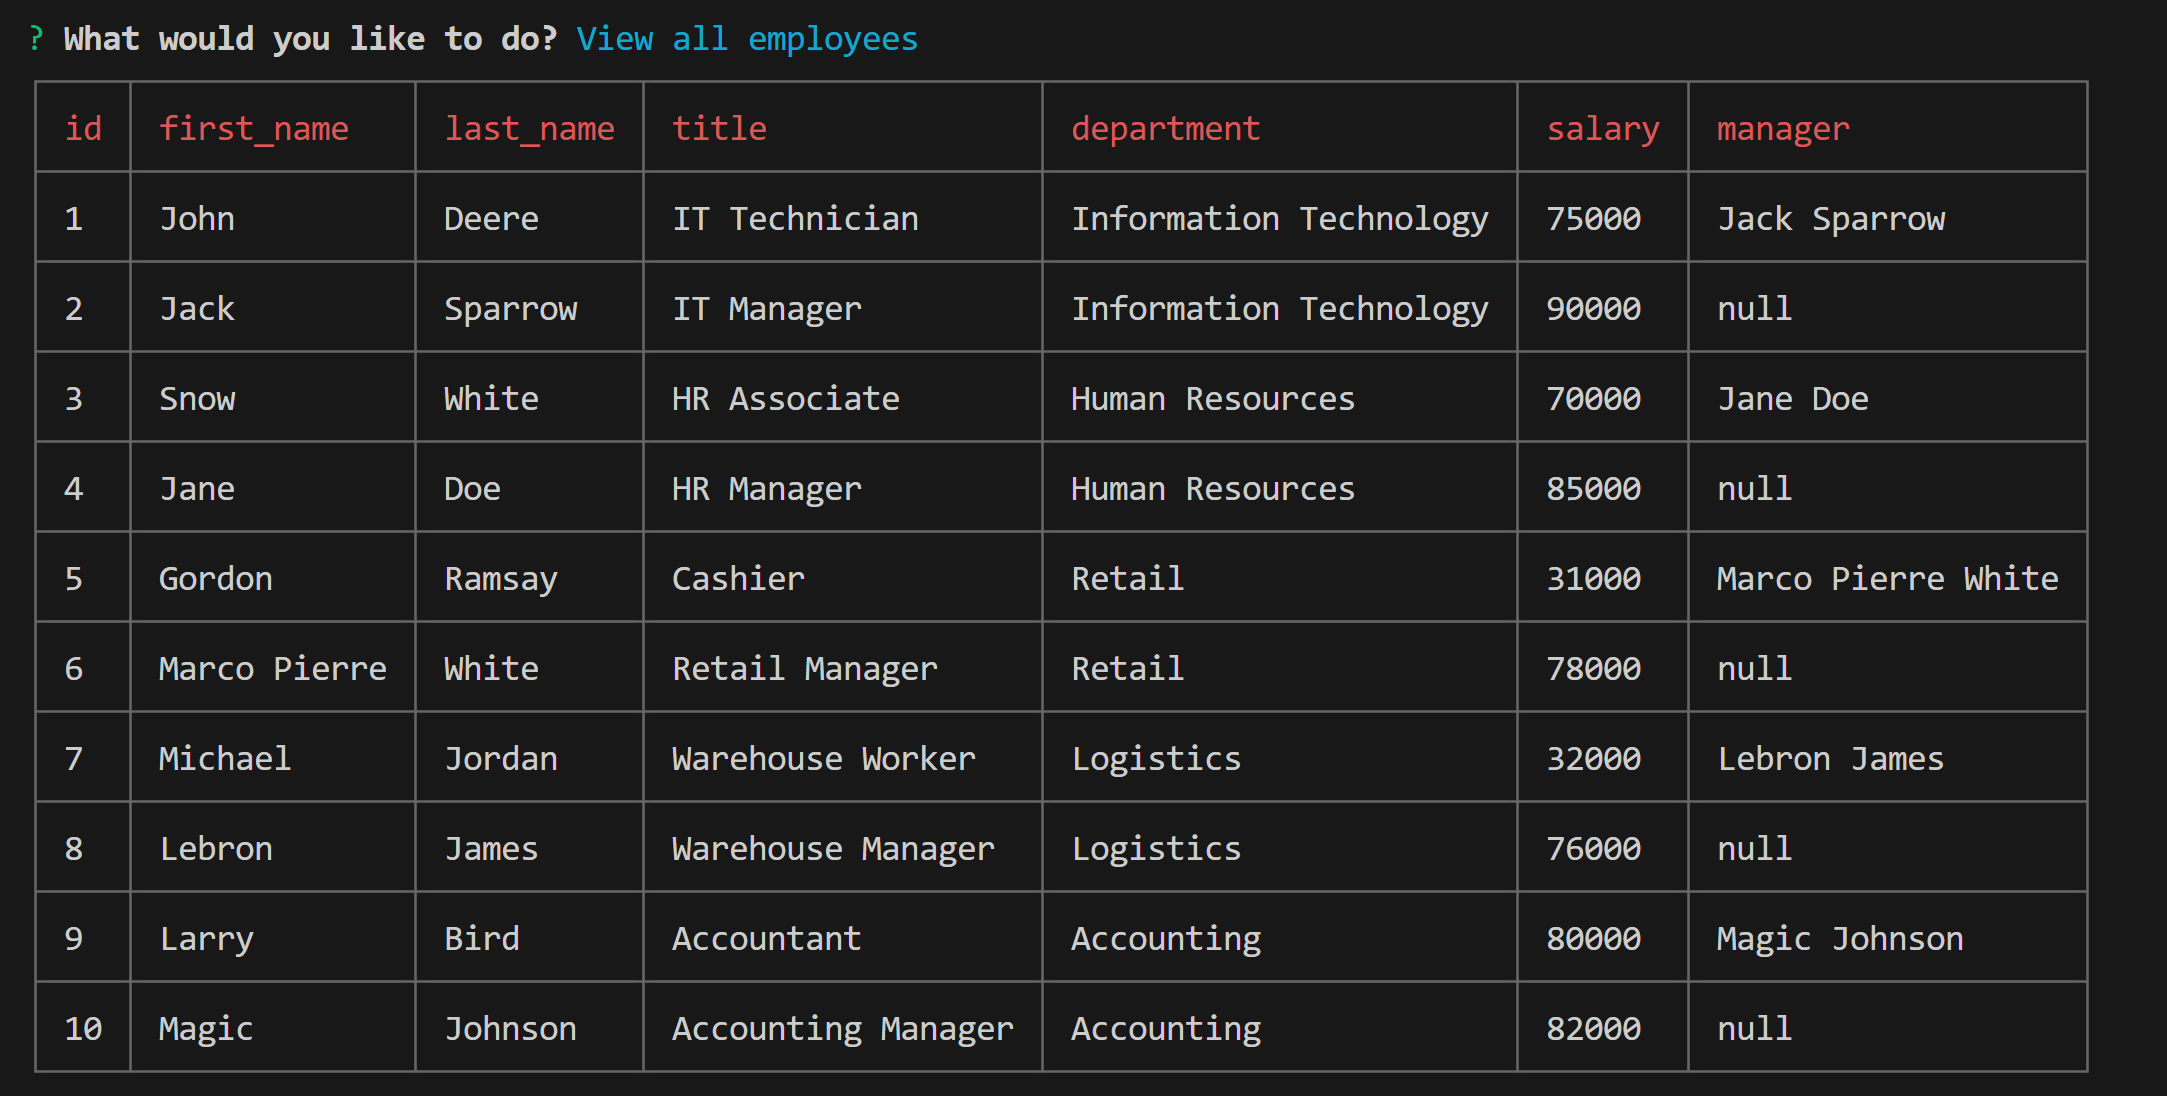 ? What would you like to do? View all employees
id first_name last_name title department salary manager
1 John Deere IT Technician Information Technology 75000 Jack Sparrow
2 Jack Sparrow IT Manager Information Technology 90000 null
3 Snow White HR Associate Human Resources 70000 Jane Doe
4 Jane Doe HR Manager Human Resources 85000 null
5 Gordon Ramsay Cashier Retail 31000 Marco Pierre White
6 Marco Pierre White Retail Manager Retail 78000 null
7 Michael Jordan Warehouse Worker Logistics 32000 Lebron James
8 Lebron James Warehouse Manager Logistics 76000 null
9 Larry Bird Accountant Accounting 80000 Magic Johnson
10 Magic Johnson Accounting Manager Accounting 82000 null